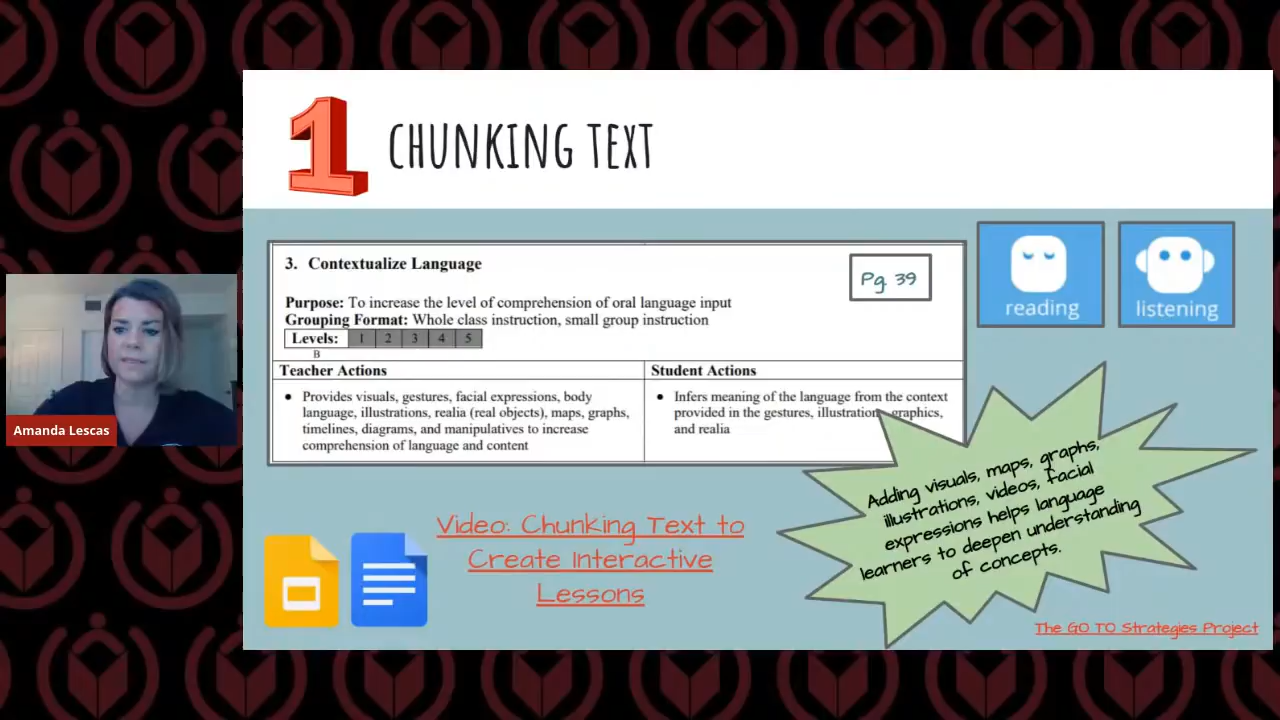 1 CHUNKING TEXT
3. Contextualize Language
Pg. 39
reading
listening
Purpose: To increase the level of comprehension of oral language input
Grouping Format: Whole class instruction, small group instruction
Levels: 1 2 3 4 5
B
Teacher Actions
• Provides visuals, gestures, facial expressions, body
language, illustrations, realia (real objects), maps, graphs,
timelines, diagrams, and manipulatives to increase
comprehension of language and content
Student Actions
• Infers meaning of the language from the context
provided in the gestures, illustrations, graphics,
and realia
Amanda Lescas
Adding visuals, maps, graphs,
illustrations, videos, facial
expressions helps language
learners to deepen understanding
of concepts.
Video: Chunking Text to
Create Interactive
Lessons
The GO TO Strategies Project